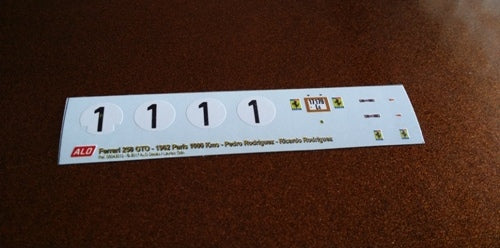 1 1 1 1
ALO Ferrari 250 GTO - 1962 Paris 1000 Kms - Pedro Rodriguez - Ricardo Rodriguez